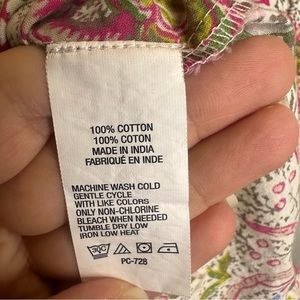 100% COTTON
100% COTON
MADE IN INDIA
FABRIQUÉ EN INDE
MACHINE WASH COLD
GENTLE CYCLE
WITH LIKE COLORS
ONLY NON-CHLORINE
BLEACH WHEN NEEDED
TUMBLE DRY LOW
IRON LOW HEAT
PC-728